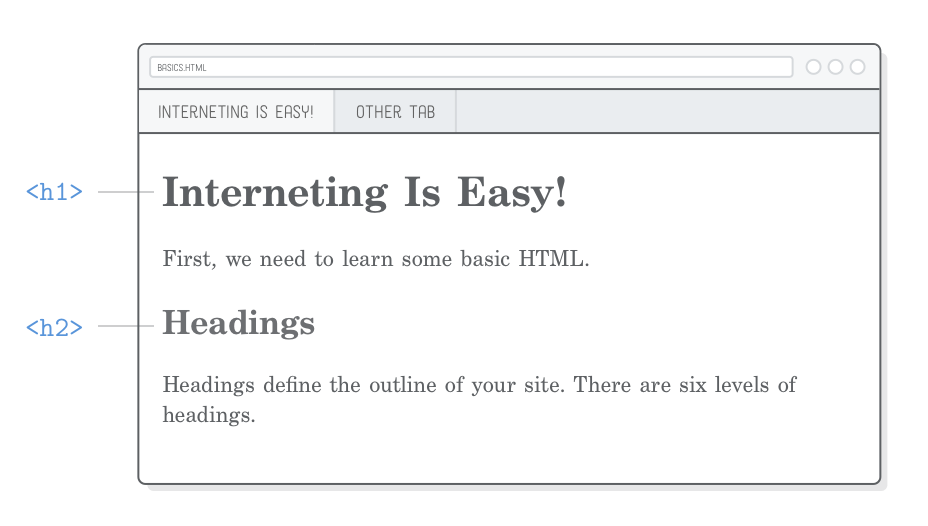 BASICS.HTML
INTERNETING IS EASY! OTHER TAB
<h1> Interneting Is Easy!
First, we need to learn some basic HTML.
<h2> Headings
Headings define the outline of your site. There are six levels of
headings.